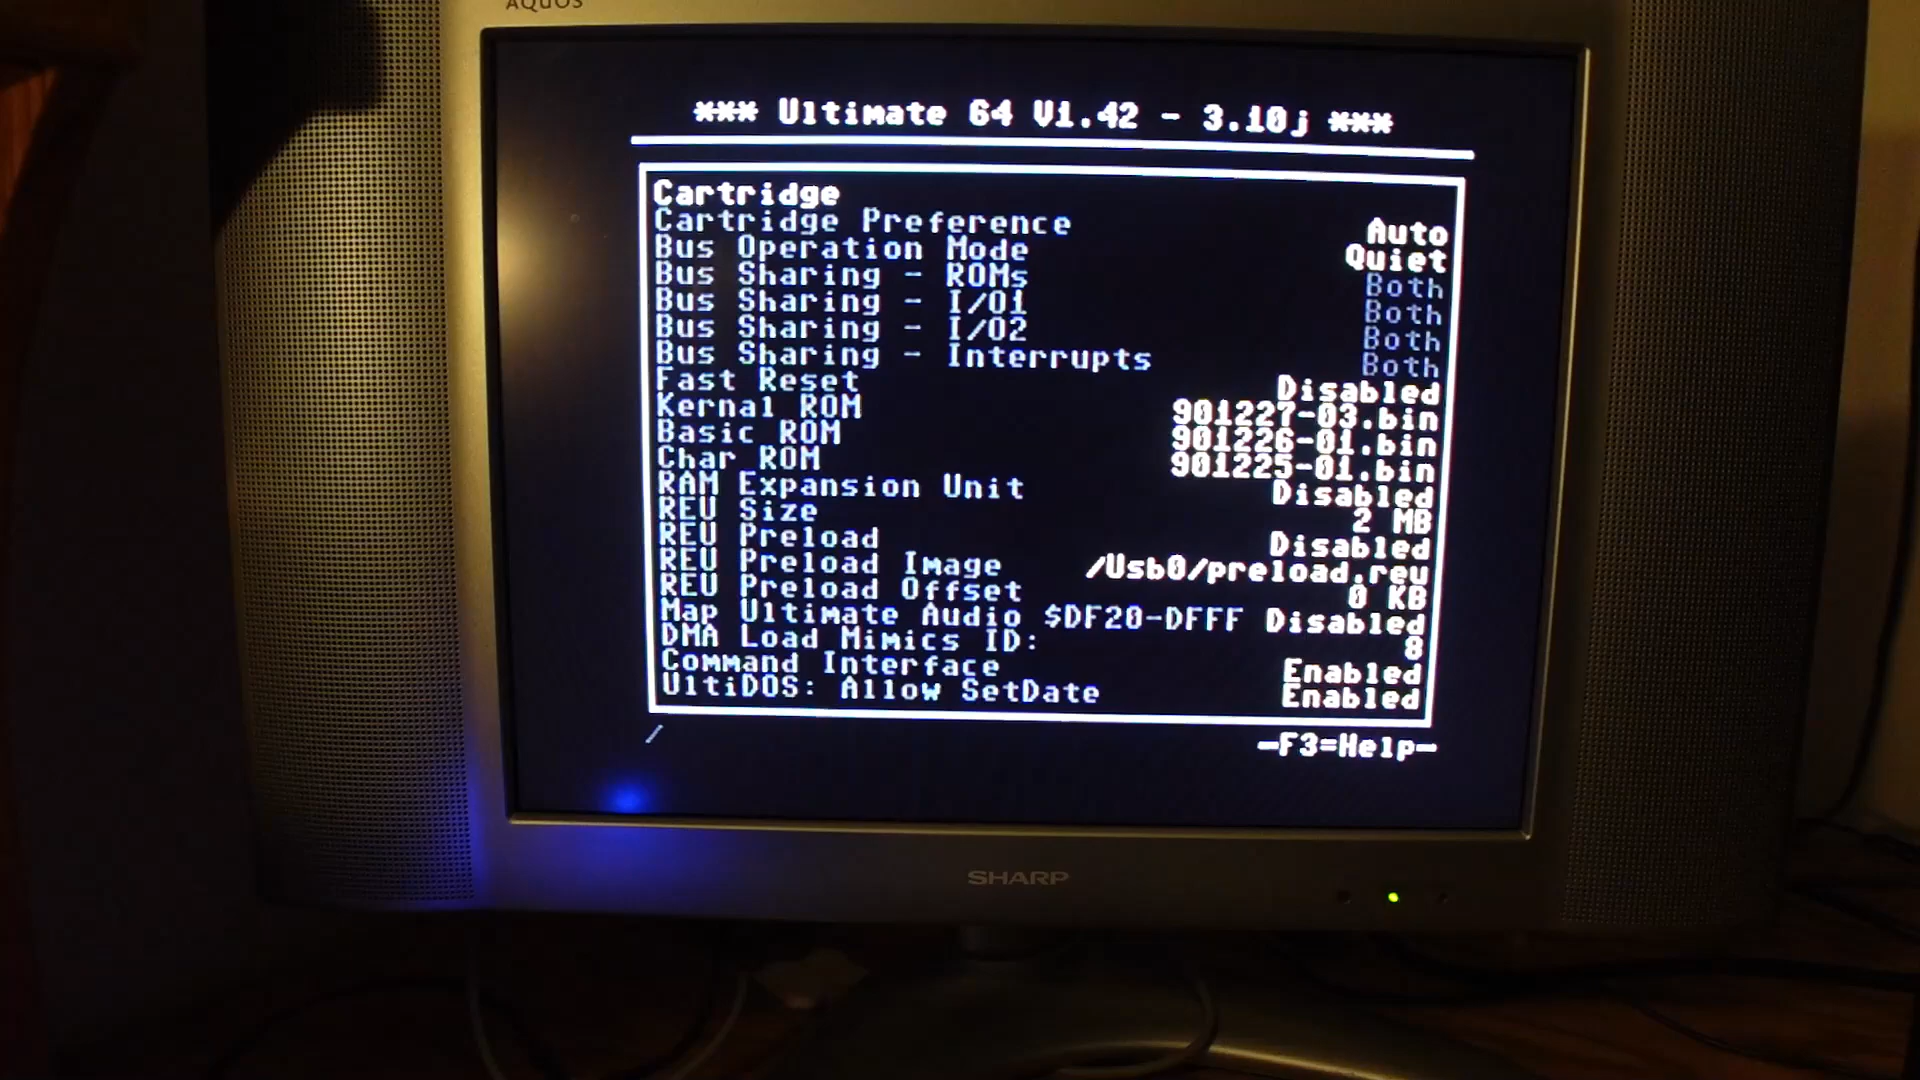 AQUOS
*** Ultimate 64 V1.42 - 3.10j ***
Cartridge
Cartridge Preference Auto
Bus Operation Mode Quiet
Bus Sharing - ROMs Both
Bus Sharing - I/O1 Both
Bus Sharing - I/O2 Both
Bus Sharing - Interrupts Both
Fast Reset Disabled
Kernal ROM 901227-03.bin
Basic ROM 901226-01.bin
Char ROM 901225-01.bin
RAM Expansion Unit Disabled
REU Size 2 MB
REU Preload Disabled
REU Preload Image /Usb0/preload.reu
REU Preload Offset 0 KB
Map Ultimate Audio $DF20-DFFF Disabled
DMA Load Mimics ID: 8
Command Interface Enabled
UltiDOS: Allow SetDate Enabled
/
-F3=Help-
SHARP